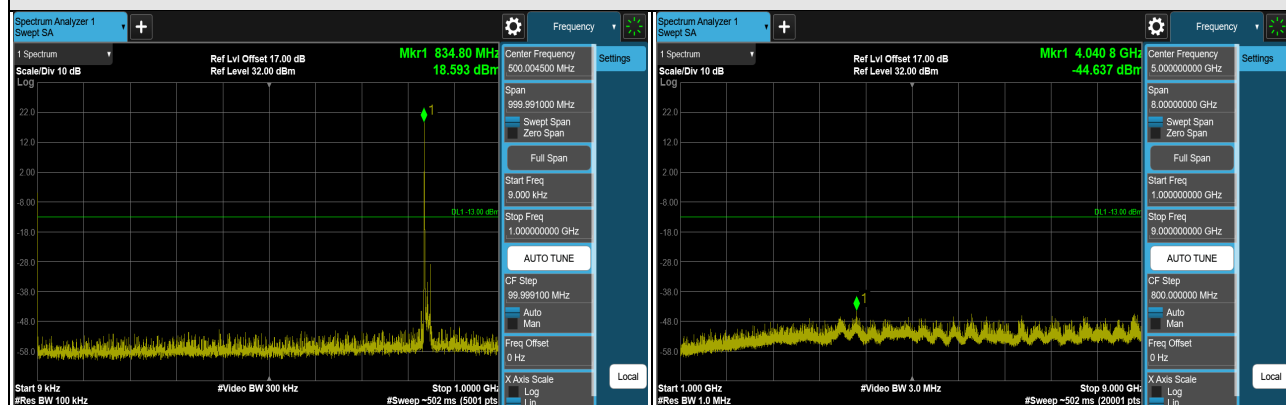 Spectrum Analyzer 1
Swept SA
+
Frequency
1 Spectrum
Scale/Div 10 dB
Log
Ref Lvl Offset 17.00 dB
Ref Level 32.00 dBm
Mkr1 834.80 MHz
18.593 dBm
22.0
12.0
2.00
-8.00
-18.0
-28.0
-38.0
-48.0
-58.0
1
DL1 -13.00 dBm
Start 9 kHz
#Res BW 100 kHz
#Video BW 300 kHz
Stop 1.0000 GHz
#Sweep ~502 ms (5001 pts)
Center Frequency
500.004500 MHz
Span
999.991000 MHz
Swept Span
Zero Span
Full Span
Start Freq
9.000 kHz
Stop Freq
1.000000000 GHz
AUTO TUNE
CF Step
99.999100 MHz
Auto
Man
Freq Offset
0 Hz
X Axis Scale
Log
Lin
Settings
Local
Spectrum Analyzer 1
Swept SA
+
Frequency
1 Spectrum
Scale/Div 10 dB
Log
Ref Lvl Offset 17.00 dB
Ref Level 32.00 dBm
Mkr1 4.040 8 GHz
-44.637 dBm
22.0
12.0
2.00
-8.00
-18.0
-28.0
-38.0
-48.0
-58.0
1
DL1 -13.00 dBm
Start 1.000 GHz
#Res BW 1.0 MHz
#Video BW 3.0 MHz
Stop 9.000 GHz
#Sweep ~502 ms (20001 pts)
Center Frequency
5.000000000 GHz
Span
8.00000000 GHz
Swept Span
Zero Span
Full Span
Start Freq
1.000000000 GHz
Stop Freq
9.000000000 GHz
AUTO TUNE
CF Step
800.000000 MHz
Auto
Man
Freq Offset
0 Hz
X Axis Scale
Log
Lin
Settings
Local